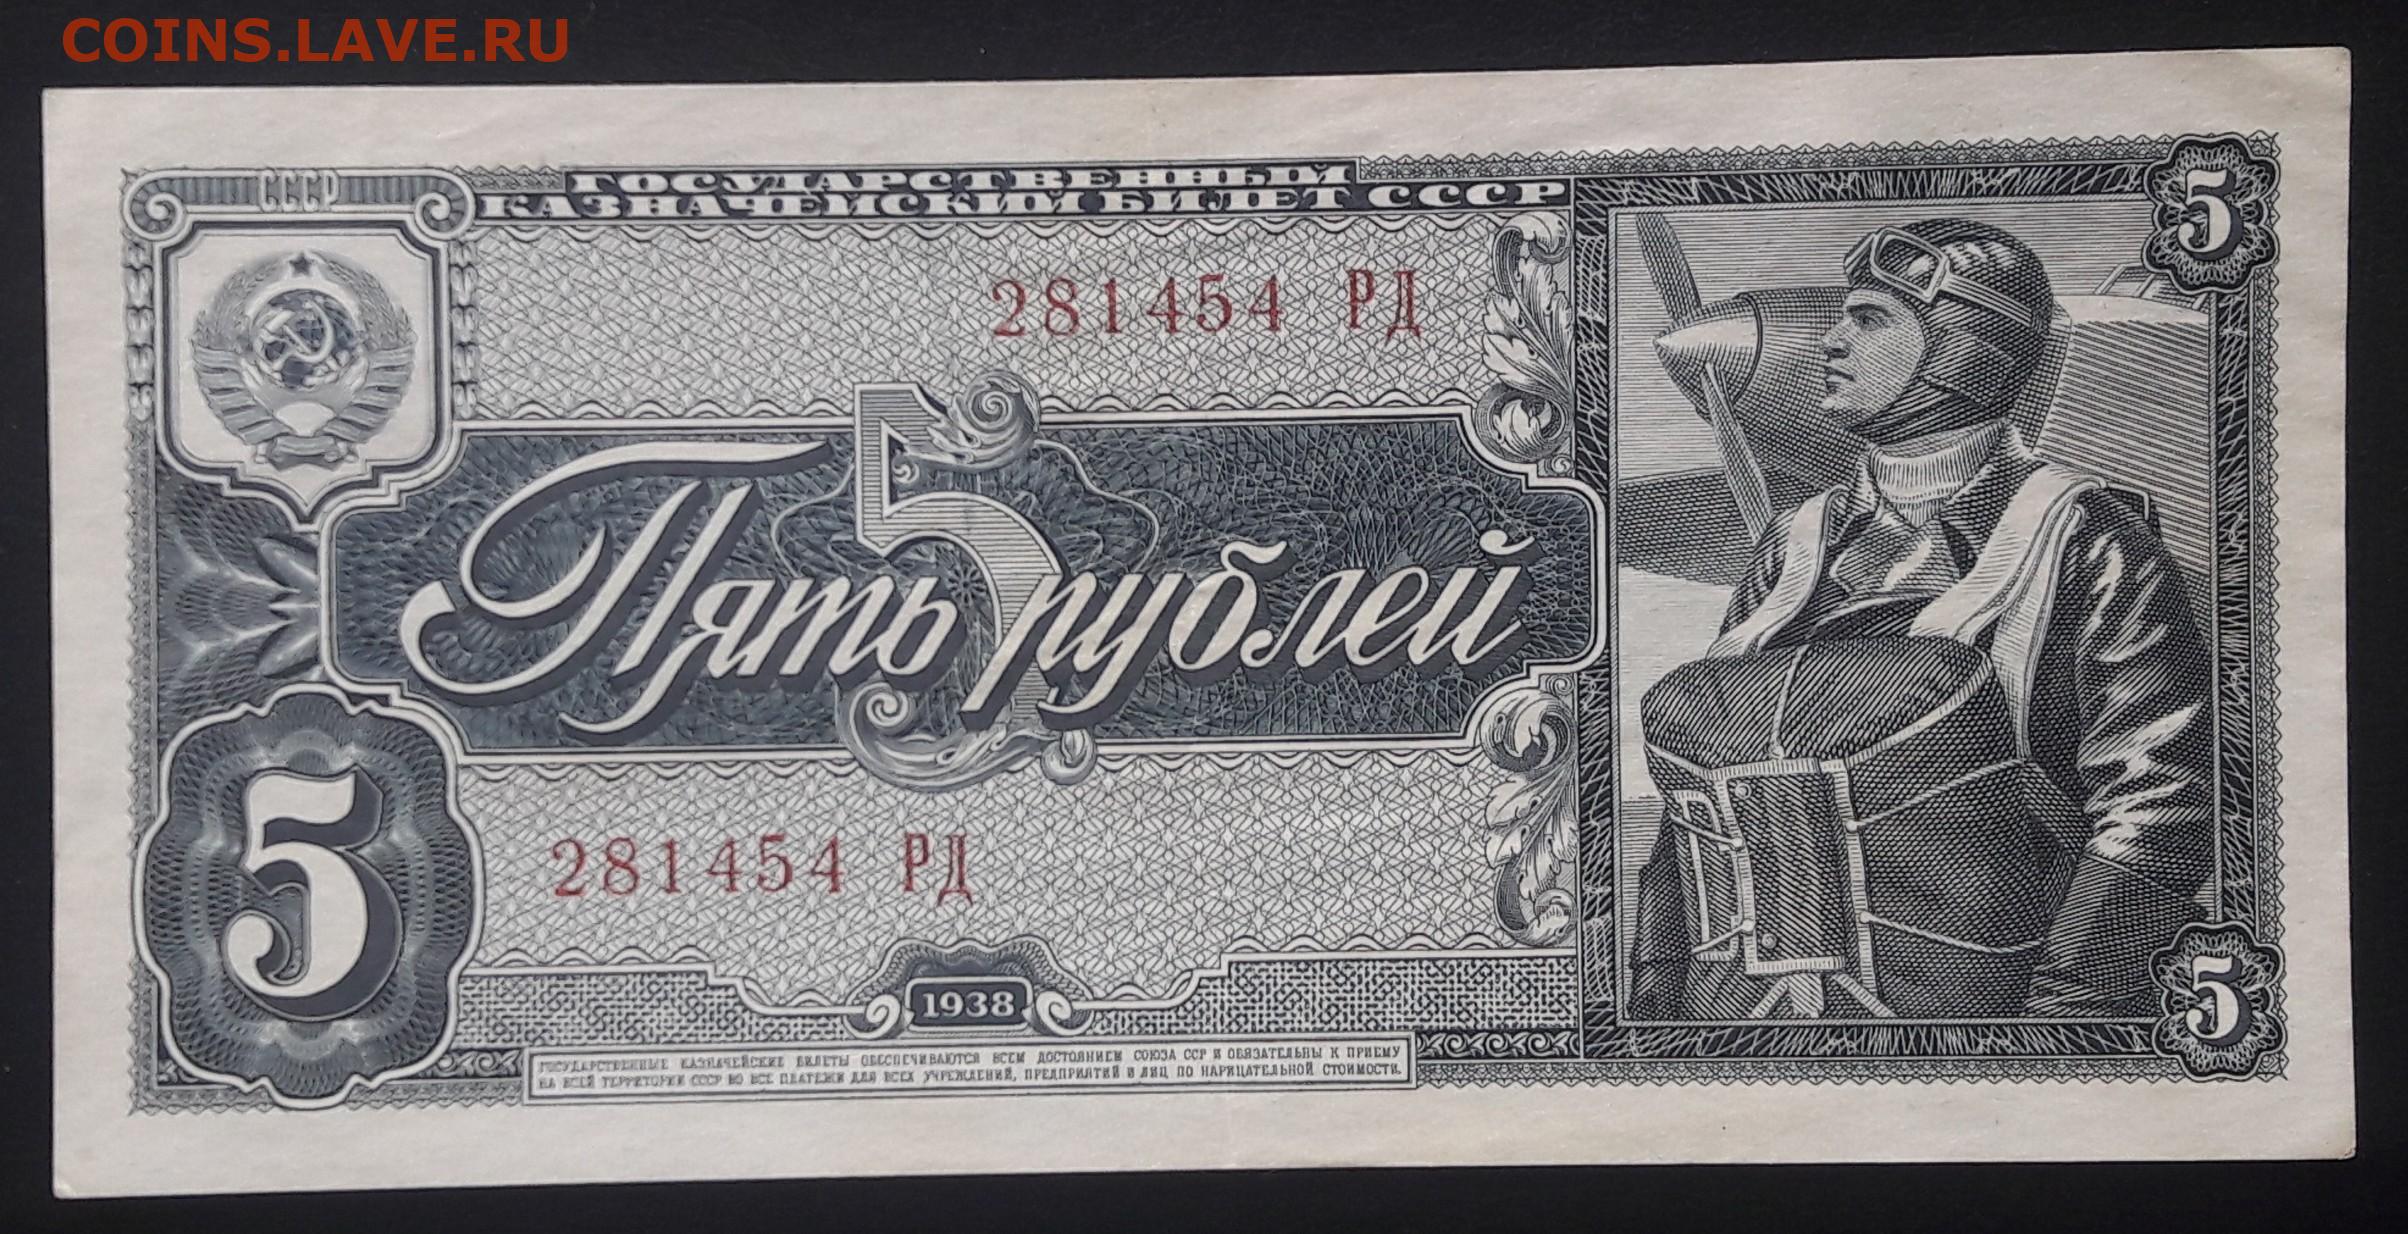 COINS.LAVE.RU
СССР
ГОСУДАРСТВЕННЫЙ
КАЗНАЧЕЙСКИЙ БИЛЕТ СССР
5
281454 РД
5
Пять рублей
281454 РД
5
1938
5
ГОСУДАРСТВЕННЫЕ КАЗНАЧЕЙСКИЕ БИЛЕТЫ ОБЕСПЕЧИВАЮТСЯ ВСЕМ ДОСТОЯНИЕМ СОЮЗА ССР И ОБЯЗАТЕЛЬНЫ К ПРИЕМУ
НА ВСЕЙ ТЕРРИТОРИИ СССР ВО ВСЕ ПЛАТЕЖИ ДЛЯ ВСЕХ УЧРЕЖДЕНИЙ, ПРЕДПРИЯТИЙ И ЛИЦ ПО НАРИЦАТЕЛЬНОЙ СТОИМОСТИ.